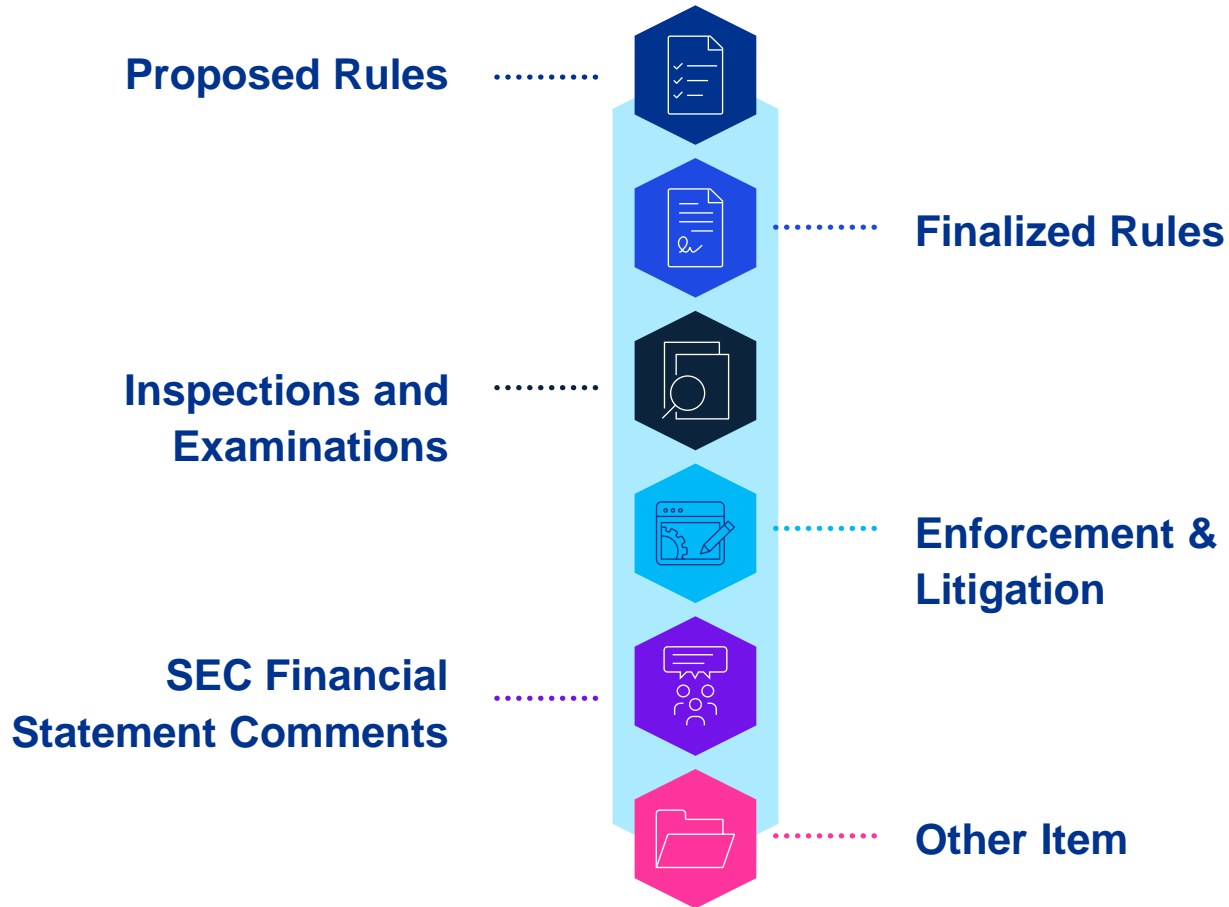 Proposed Rules
Finalized Rules
Inspections and
Examinations
Enforcement &
Litigation
SEC Financial
Statement Comments
Other Item